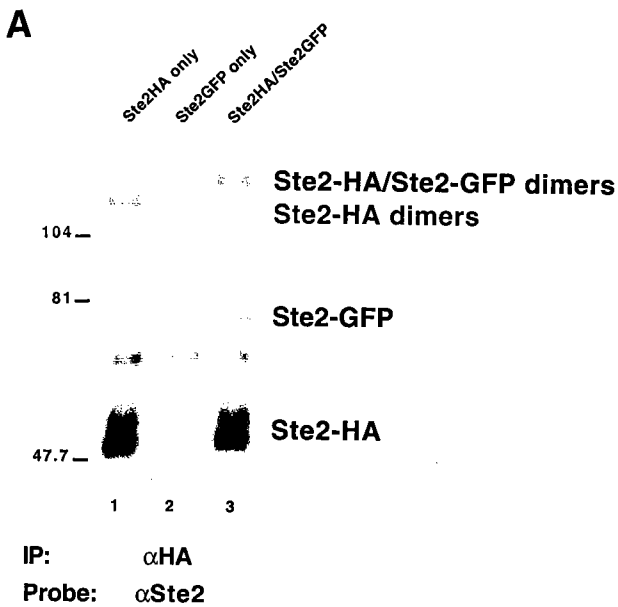 A
Ste2HA only
Ste2GFP only
Ste2HA/Ste2GFP
Ste2-HA/Ste2-GFP dimers
Ste2-HA dimers
104
81
Ste2-GFP
Ste2-HA
47.7
1 2 3
IP: αHA
Probe: αSte2